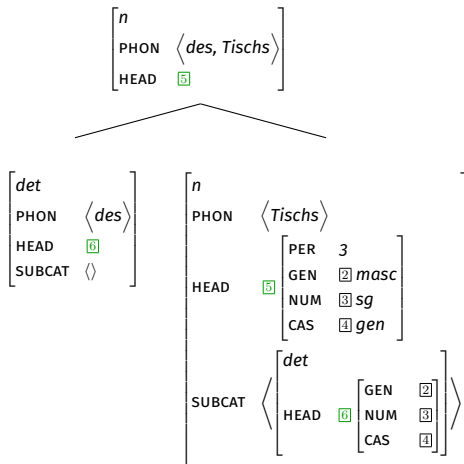 n
PHON ⟨des, Tischs⟩
HEAD 5
det
PHON ⟨des⟩
HEAD 6
SUBCAT ⟨⟩
n
PHON ⟨Tischs⟩
HEAD 5
PER 3
GEN 2 masc
NUM 3 sg
CAS 4 gen
SUBCAT
det
HEAD 6
GEN 2
NUM 3
CAS 4